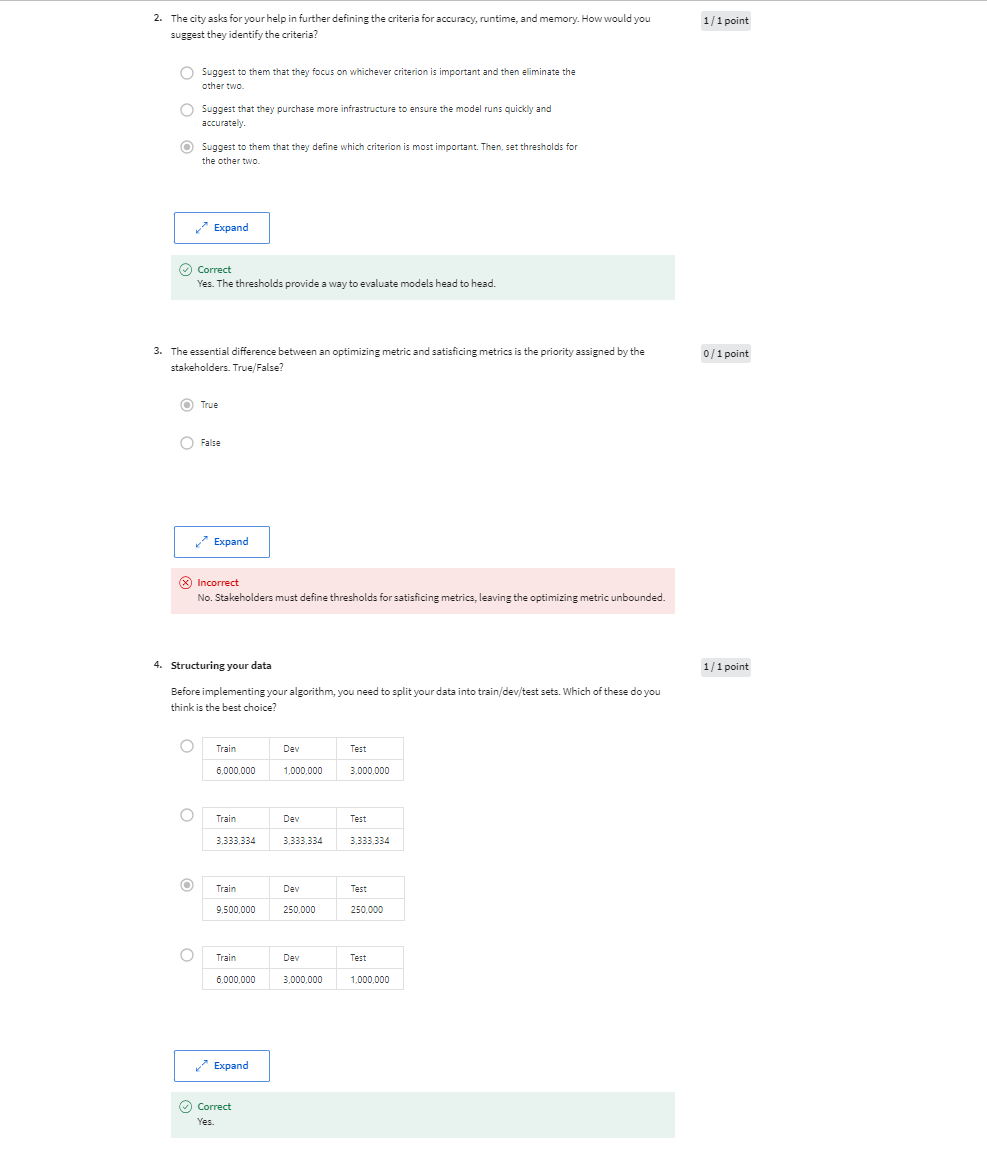 2. The city asks for your help in further defining the criteria for accuracy, runtime, and memory. How would you
suggest they identify the criteria?
1 / 1 point
Suggest to them that they focus on whichever criterion is important and then eliminate the
other two.
Suggest that they purchase more infrastructure to ensure the model runs quickly and
accurately.
Suggest to them that they define which criterion is most important. Then, set thresholds for
the other two.
Expand
Correct
Yes. The thresholds provide a way to evaluate models head to head.
3. The essential difference between an optimizing metric and satisficing metrics is the priority assigned by the
stakeholders. True/False?
0 / 1 point
True
False
Expand
Incorrect
No. Stakeholders must define thresholds for satisficing metrics, leaving the optimizing metric unbounded.
4. Structuring your data
1 / 1 point
Before implementing your algorithm, you need to split your data into train/dev/test sets. Which of these do you
think is the best choice?
Train Dev Test
6,000,000 1,000,000 3,000,000
Train Dev Test
3,333,334 3,333,334 3,333,334
Train Dev Test
9,500,000 250,000 250,000
Train Dev Test
6,000,000 3,000,000 1,000,000
Expand
Correct
Yes.